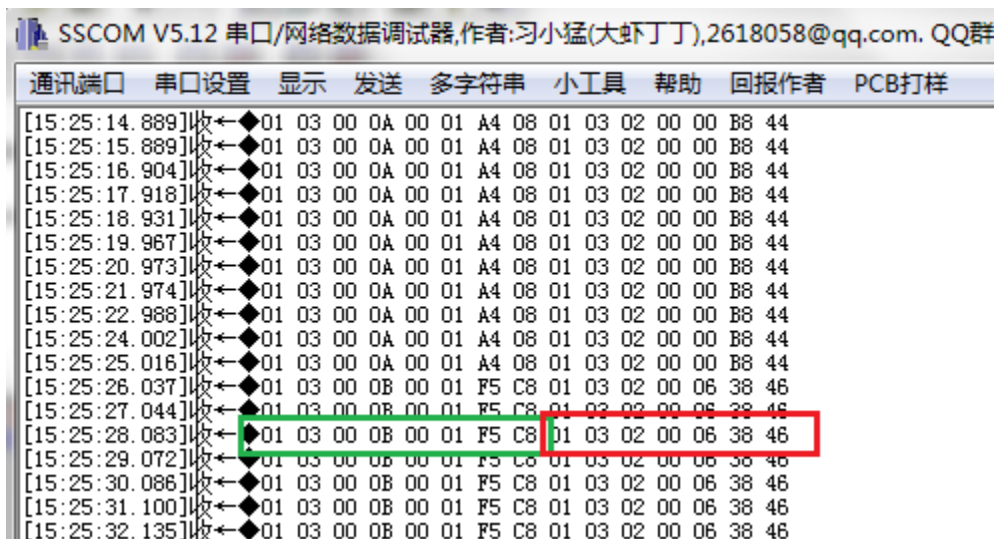 SSCOM V5.12 串口/网络数据调试器,作者:习小猛(大虾丁丁),2618058@qq.com. QQ群
通讯端口 串口设置 显示 发送 多字符串 小工具 帮助 回报作者 PCB打样
[15:25:14.889]收←◆01 03 00 0A 00 01 A4 08 01 03 02 00 00 B8 44
[15:25:15.889]收←◆01 03 00 0A 00 01 A4 08 01 03 02 00 00 B8 44
[15:25:16.904]收←◆01 03 00 0A 00 01 A4 08 01 03 02 00 00 B8 44
[15:25:17.918]收←◆01 03 00 0A 00 01 A4 08 01 03 02 00 00 B8 44
[15:25:18.931]收←◆01 03 00 0A 00 01 A4 08 01 03 02 00 00 B8 44
[15:25:19.967]收←◆01 03 00 0A 00 01 A4 08 01 03 02 00 00 B8 44
[15:25:20.973]收←◆01 03 00 0A 00 01 A4 08 01 03 02 00 00 B8 44
[15:25:21.974]收←◆01 03 00 0A 00 01 A4 08 01 03 02 00 00 B8 44
[15:25:22.988]收←◆01 03 00 0A 00 01 A4 08 01 03 02 00 00 B8 44
[15:25:24.002]收←◆01 03 00 0A 00 01 A4 08 01 03 02 00 00 B8 44
[15:25:25.016]收←◆01 03 00 0A 00 01 A4 08 01 03 02 00 00 B8 44
[15:25:26.037]收←◆01 03 00 0B 00 01 F5 C8 01 03 02 00 06 38 46
[15:25:27.044]收←◆01 03 00 0B 00 01 F5 C8 01 03 02 00 06 38 46
[15:25:28.083]收←◆01 03 00 0B 00 01 F5 C8 01 03 02 00 06 38 46
[15:25:29.072]收←◆01 03 00 0B 00 01 F5 C8 01 03 02 00 06 38 46
[15:25:30.086]收←◆01 03 00 0B 00 01 F5 C8 01 03 02 00 06 38 46
[15:25:31.100]收←◆01 03 00 0B 00 01 F5 C8 01 03 02 00 06 38 46
[15:25:32.135]收←◆01 03 00 0B 00 01 F5 C8 01 03 02 00 06 38 46